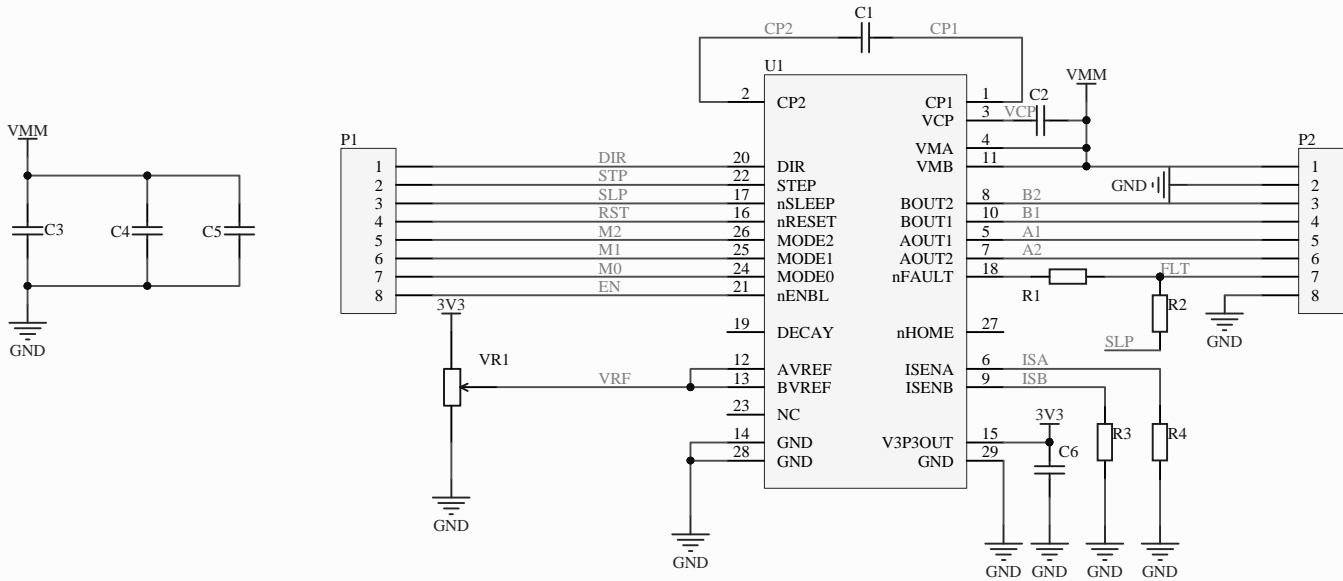 C1
CP2 CP1
U1
VMM
2 CP2 CP1 1 C2
VCP 3 VCP
VMM
P1
VMA 4
P2
1 DIR 20 DIR VMB 11 1
2 STP 22 STEP GND 2
3 SLP 17 nSLEEP BOUT2 8 B2 3
4 RST 16 nRESET BOUT1 10 B1 4
C3 C4 C5
5 M2 26 MODE2 AOUT1 5 A1 5
6 M1 25 MODE1 AOUT2 7 A2 6
7 M0 24 MODE0 nFAULT 18 FLT 7
8 EN 21 nENBL R1 R2 8
3V3
19 DECAY nHOME 27
GND SLP GND
VR1
12 AVREF ISENA 6 ISA
VRF 13 BVREF ISENB 9 ISB
23 NC 3V3
14 GND V3P3OUT 15 R3 R4
C6
28 GND GND 29
GND
GND
GND GND GND GND